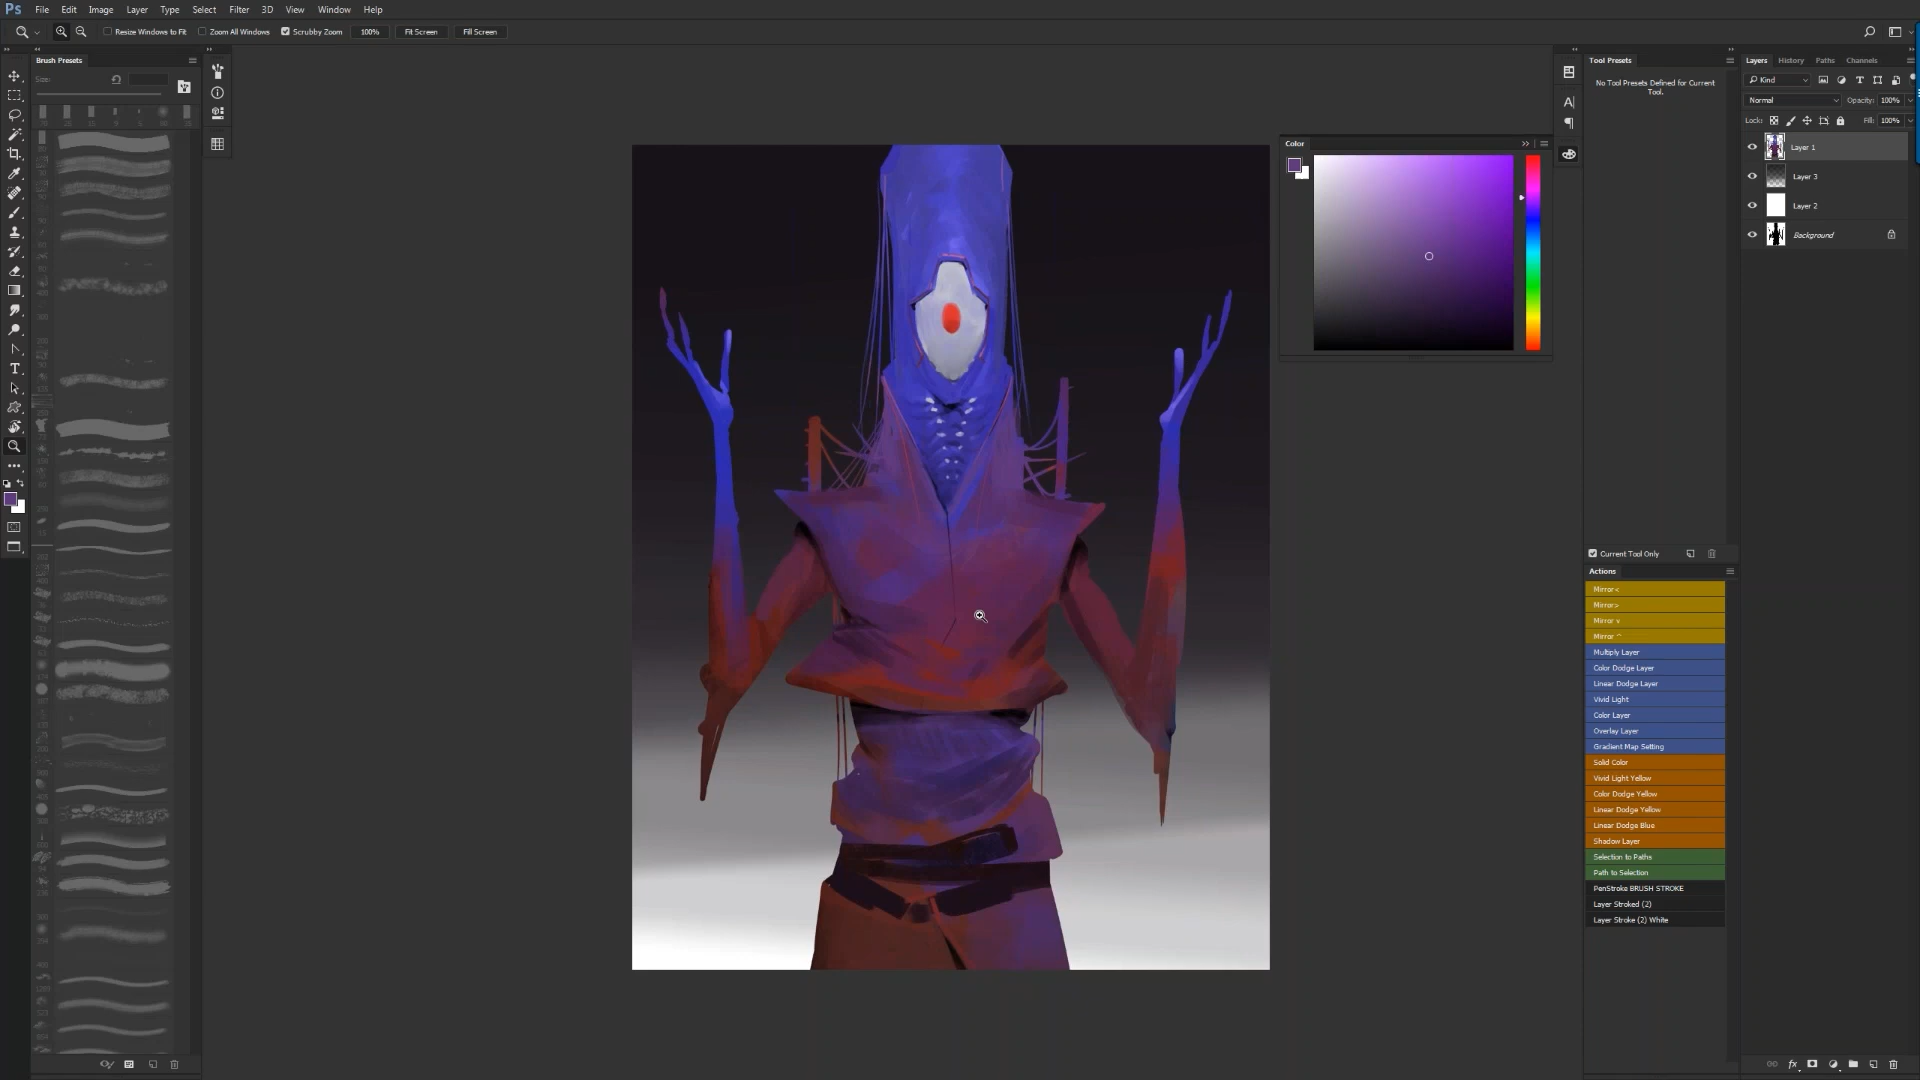 Ps File Edit Image Layer Type Select Filter 3D View Window Help
Resize Windows to Fit Zoom All Windows Scrubby Zoom 100% Fit Screen Fill Screen
Brush Presets
Size:
Color
Tool Presets
No Tool Presets Defined for Current
Tool.
Current Tool Only
Actions
Mirror<
Mirror>
Mirror v
Mirror ^
Multiply Layer
Color Dodge Layer
Linear Dodge Layer
Vivid Light
Color Layer
Overlay Layer
Gradient Map Setting
Solid Color
Vivid Light Yellow
Color Dodge Yellow
Linear Dodge Yellow
Linear Dodge Blue
Shadow Layer
Selection to Paths
Path to Selection
PenStroke BRUSH STROKE
Layer Stroked (2)
Layer Stroke (2) White
Layers History Paths Channels
Kind
Normal Opacity: 100%
Lock: Fill: 100%
Layer 1
Layer 3
Layer 2
Background